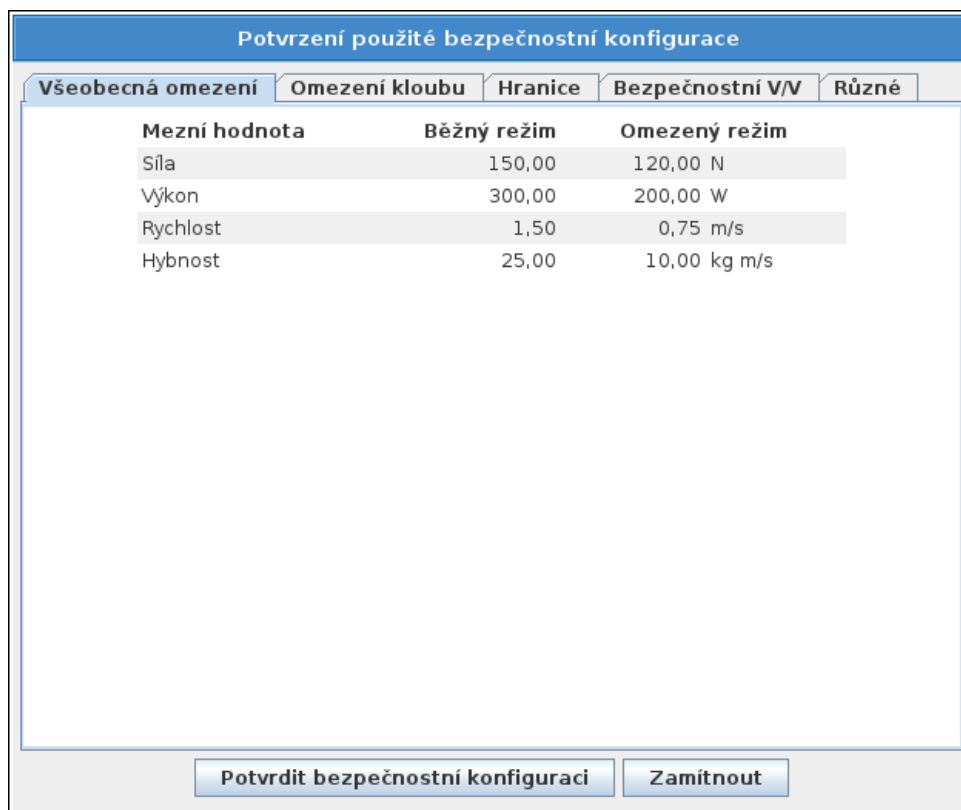 Potvrzení použité bezpečnostní konfigurace
Všeobecná omezení Omezení kloubu Hranice Bezpečnostní V/V Různé
Mezní hodnota Běžný režim Omezený režim
Síla 150,00 120,00 N
Výkon 300,00 200,00 W
Rychlost 1,50 0,75 m/s
Hybnost 25,00 10,00 kg m/s
Potvrdit bezpečnostní konfiguraci Zamítnout